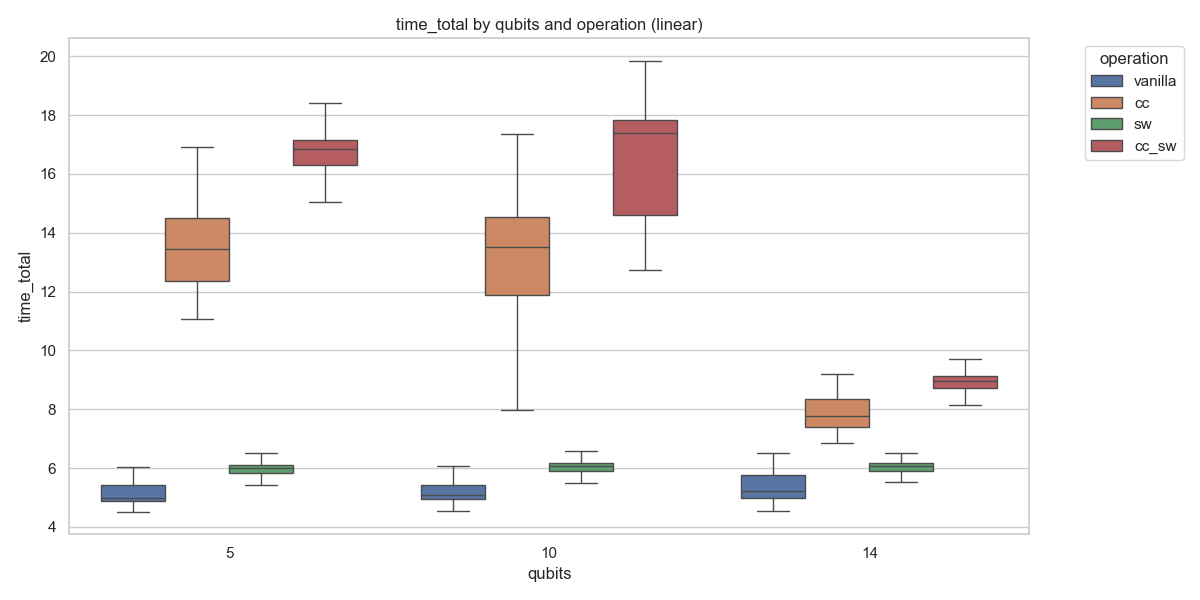 time_total by qubits and operation (linear)
time_total
20
18
16
14
12
10
8
6
4
5
10
14
qubits
operation
vanilla
cc
sw
cc_sw